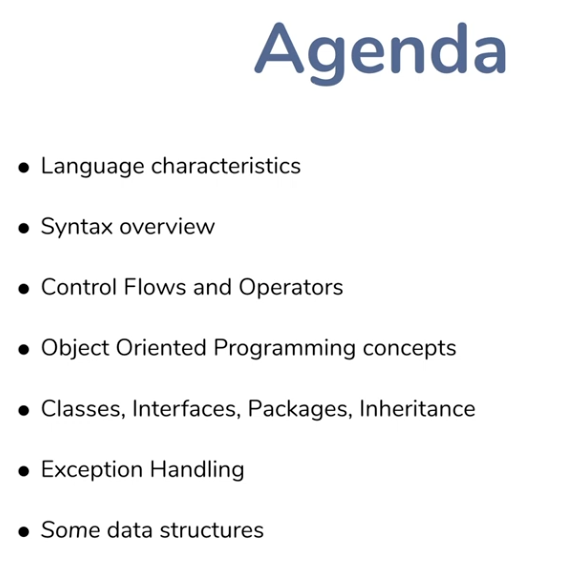 Agenda
● Language characteristics
● Syntax overview
● Control Flows and Operators
● Object Oriented Programming concepts
● Classes, Interfaces, Packages, Inheritance
● Exception Handling
● Some data structures